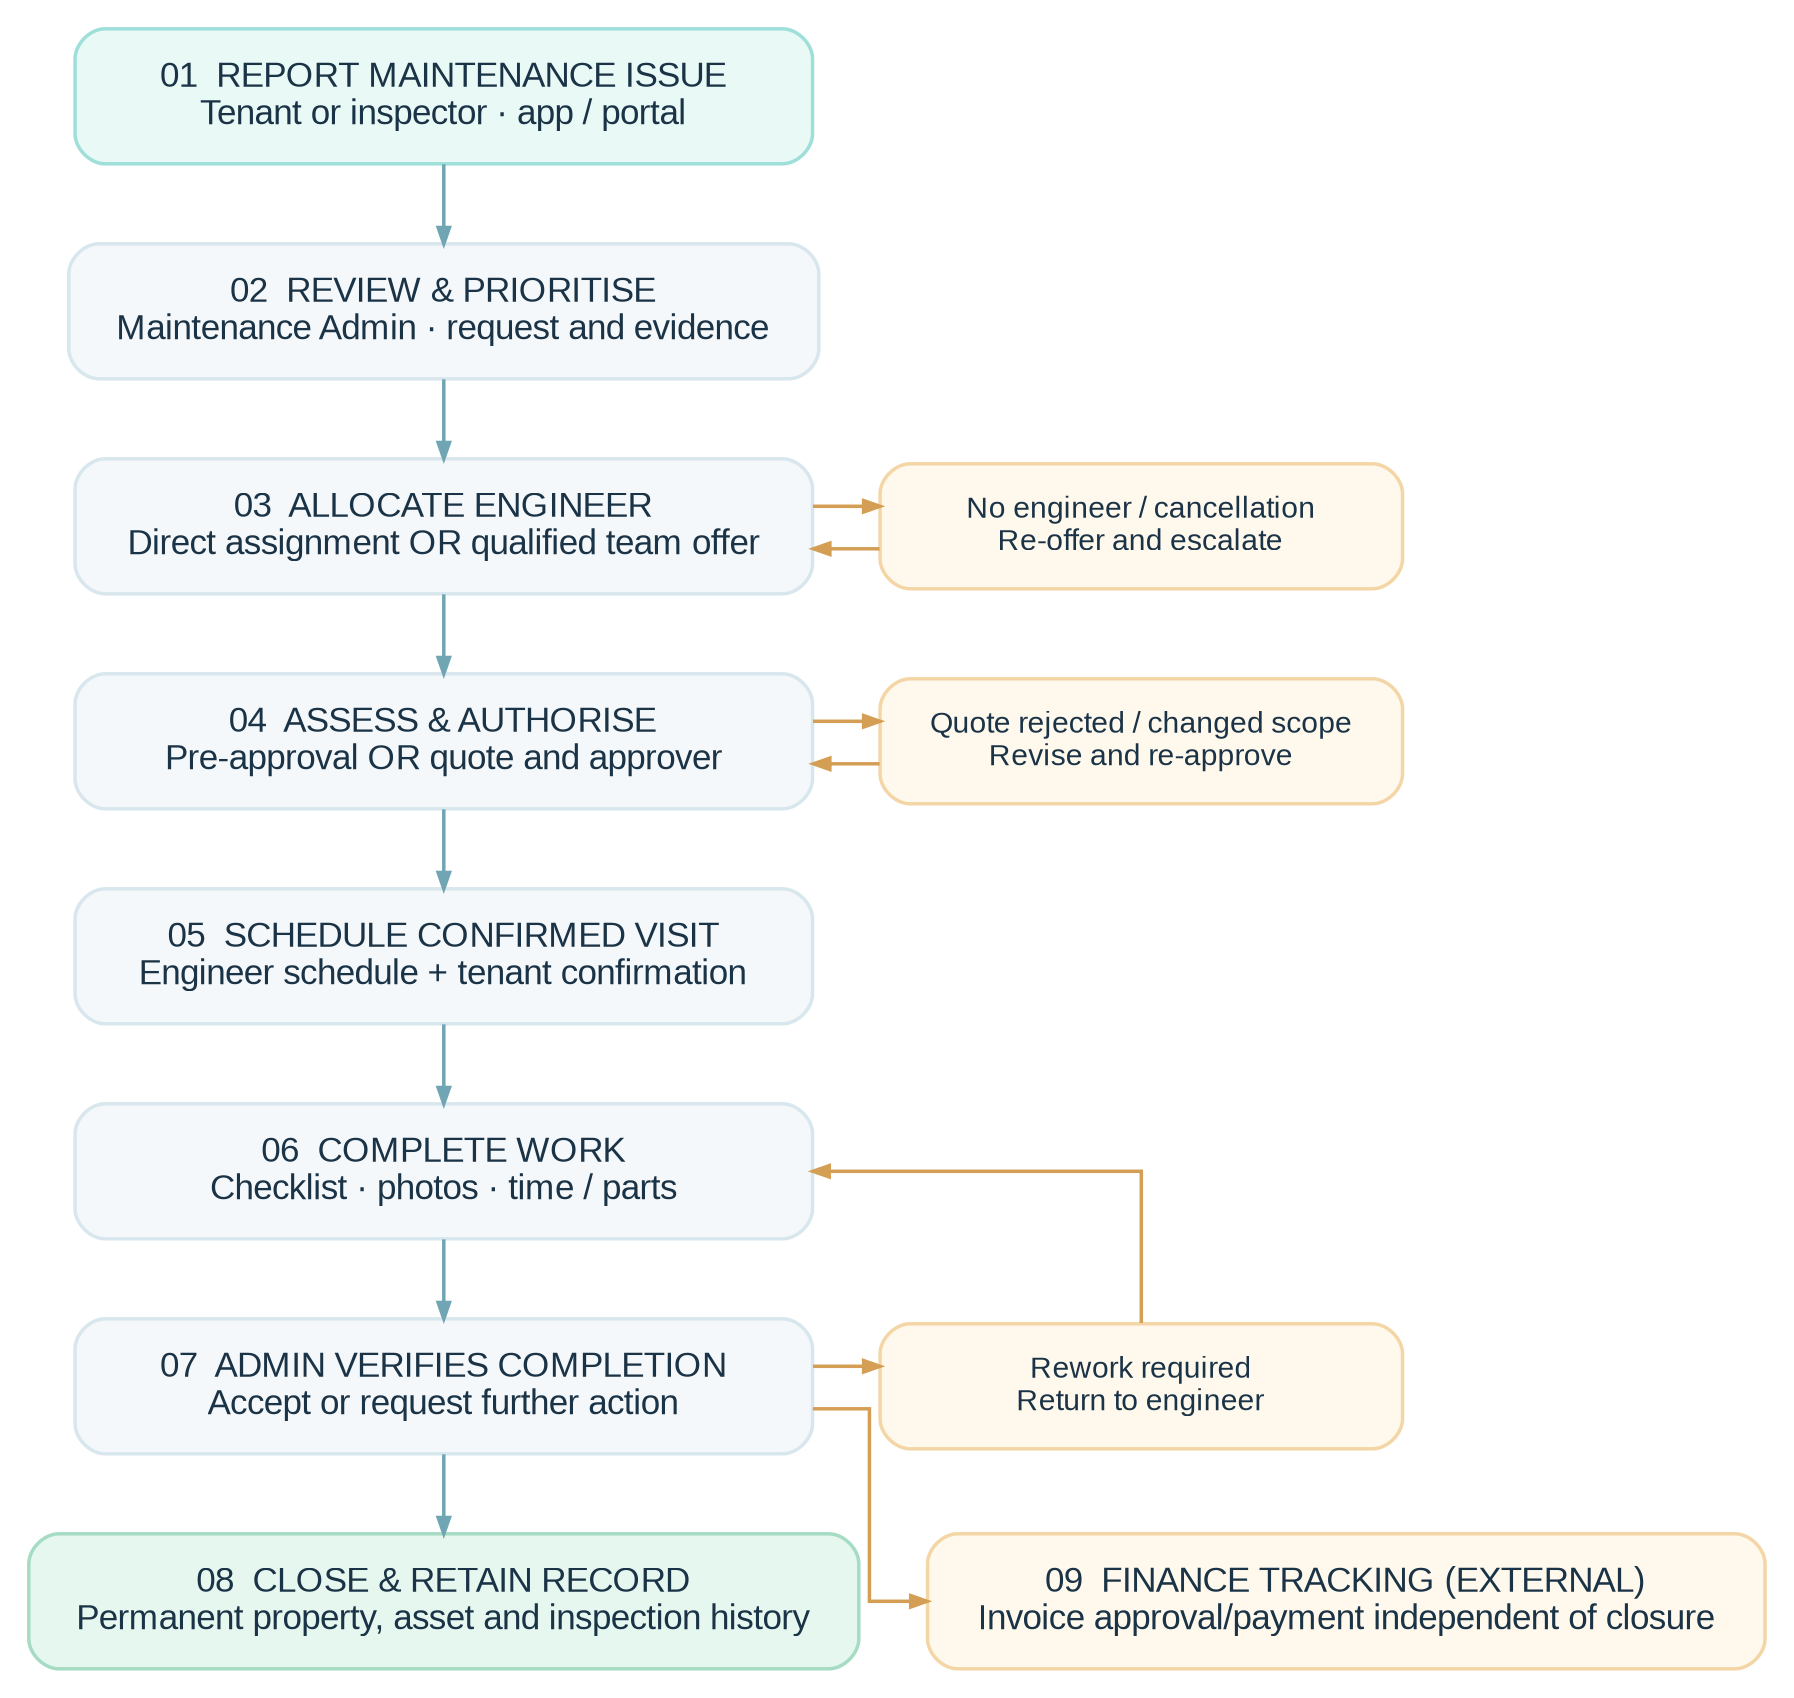 01  REPORT MAINTENANCE ISSUE
Tenant or inspector · app / portal
02  REVIEW & PRIORITISE
Maintenance Admin · request and evidence
03  ALLOCATE ENGINEER
Direct assignment OR qualified team offer
No engineer / cancellation
Re-offer and escalate
04  ASSESS & AUTHORISE
Pre-approval OR quote and approver
Quote rejected / changed scope
Revise and re-approve
05  SCHEDULE CONFIRMED VISIT
Engineer schedule + tenant confirmation
06  COMPLETE WORK
Checklist · photos · time / parts
07  ADMIN VERIFIES COMPLETION
Accept or request further action
Rework required
Return to engineer
08  CLOSE & RETAIN RECORD
Permanent property, asset and inspection history
09  FINANCE TRACKING (EXTERNAL)
Invoice approval/payment independent of closure